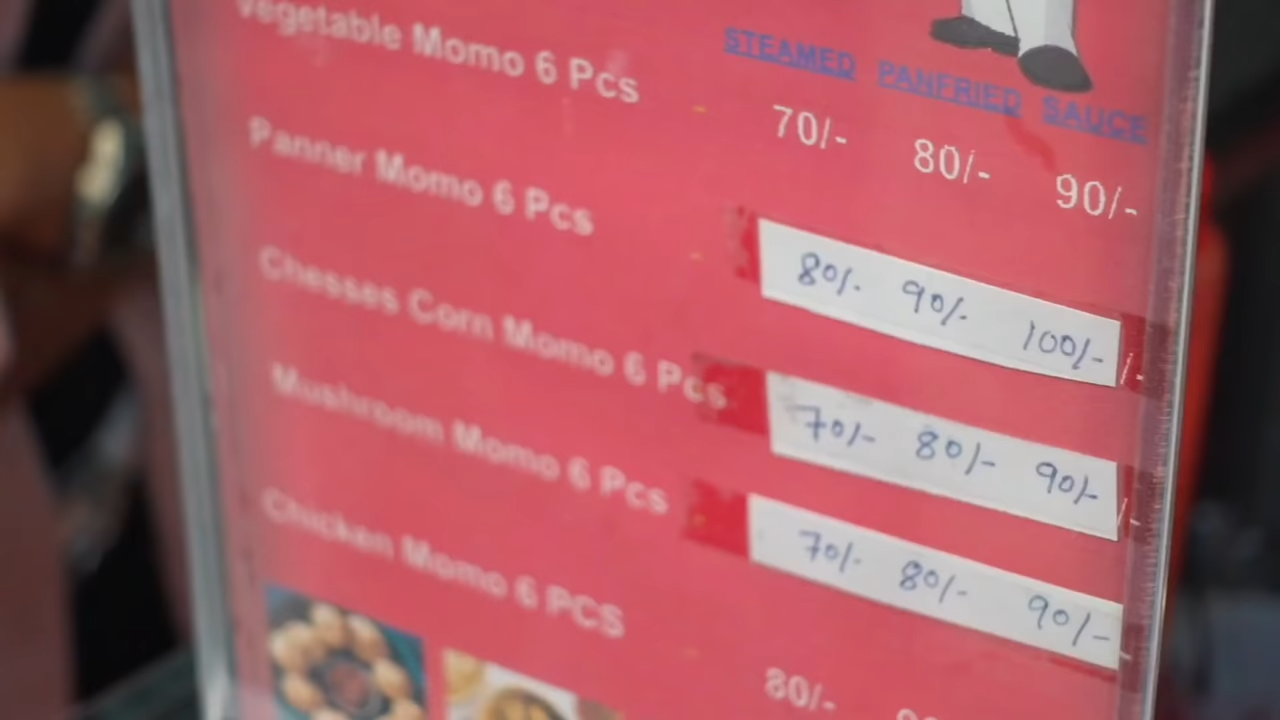 STEAMED PANFRIED SAUCE
Vegetable Momo 6 Pcs 70/- 80/- 90/-
Panner Momo 6 Pcs 80/- 90/- 100/-
Chesses Corn Momo 6 Pcs 70/- 80/- 90/-
Mushroom Momo 6 Pcs 70/- 80/- 90/-
Chicken Momo 6 PCS 80/-